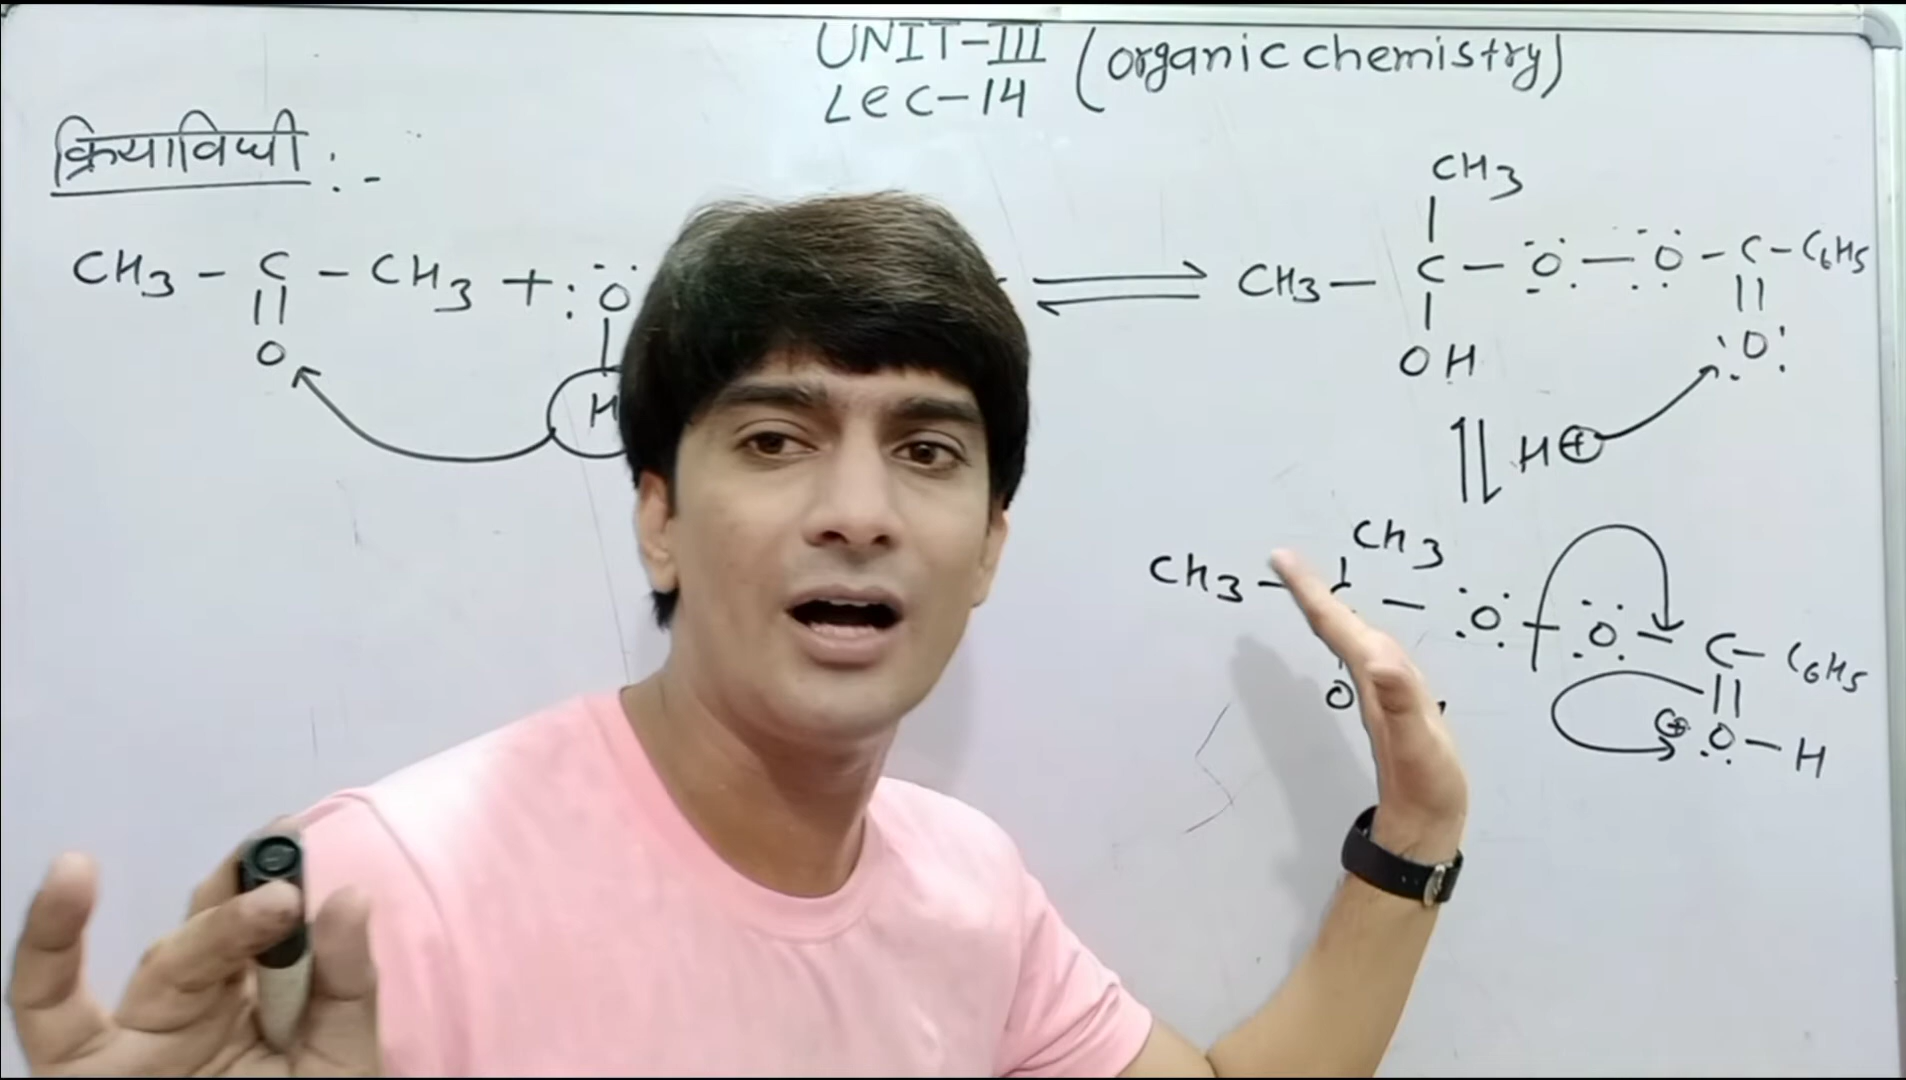 UNIT-III (organic chemistry)
LeC-14
क्रियाविधी :-
CH3
CH3 - C - CH3 + :O
CH3 - C - O - O - C - C6H5
||
O
H
OH
||
O
H⊕
CH3
CH3 - - O - O - C - C6H5
||
O
⊕ O - H